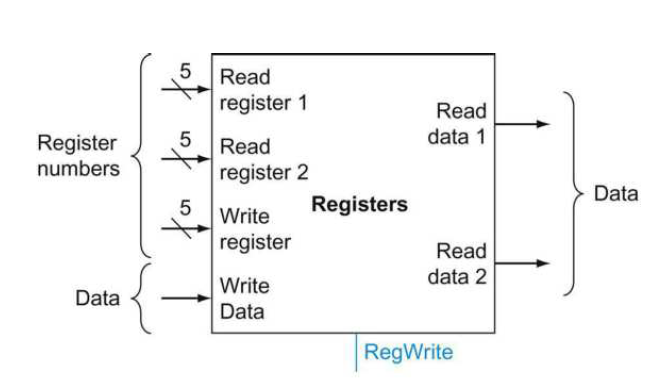 5
Read
register 1
5
Read
register 2
5
Write
register
Write
Data
Register
numbers
Data
Registers
Read
data 1
Read
data 2
Data
RegWrite